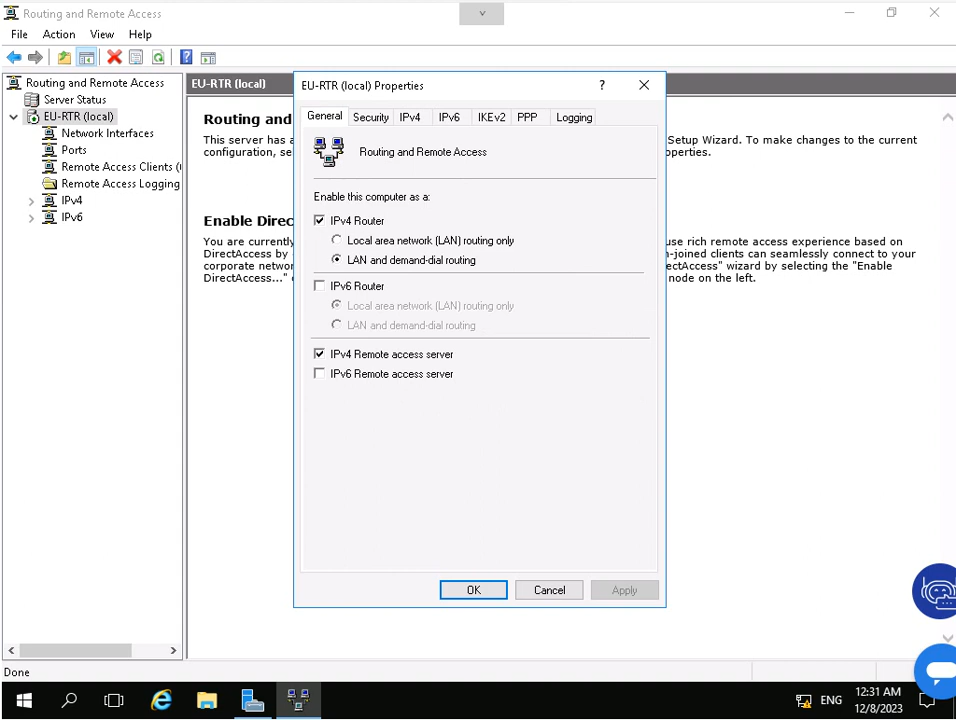 Routing and Remote Access
File Action View Help
Routing and Remote Access
Server Status
EU-RTR (local)
Network Interfaces
Ports
Remote Access Clients (
Remote Access Logging
IPv4
IPv6
EU-RTR (local)
Routing and
This server has a
configuration, se
Setup Wizard. To make changes to the current
operties.
Enable Direc
You are currently
DirectAccess by
corporate networ
DirectAccess..."
use rich remote access experience based on
n-joined clients can seamlessly connect to your
ectAccess" wizard by selecting the "Enable
node on the left.
EU-RTR (local) Properties
General Security IPv4 IPv6 IKEv2 PPP Logging
Routing and Remote Access
Enable this computer as a:
IPv4 Router
Local area network (LAN) routing only
LAN and demand-dial routing
IPv6 Router
Local area network (LAN) routing only
LAN and demand-dial routing
IPv4 Remote access server
IPv6 Remote access server
OK Cancel Apply
Done
ENG
12:31 AM
12/8/2023